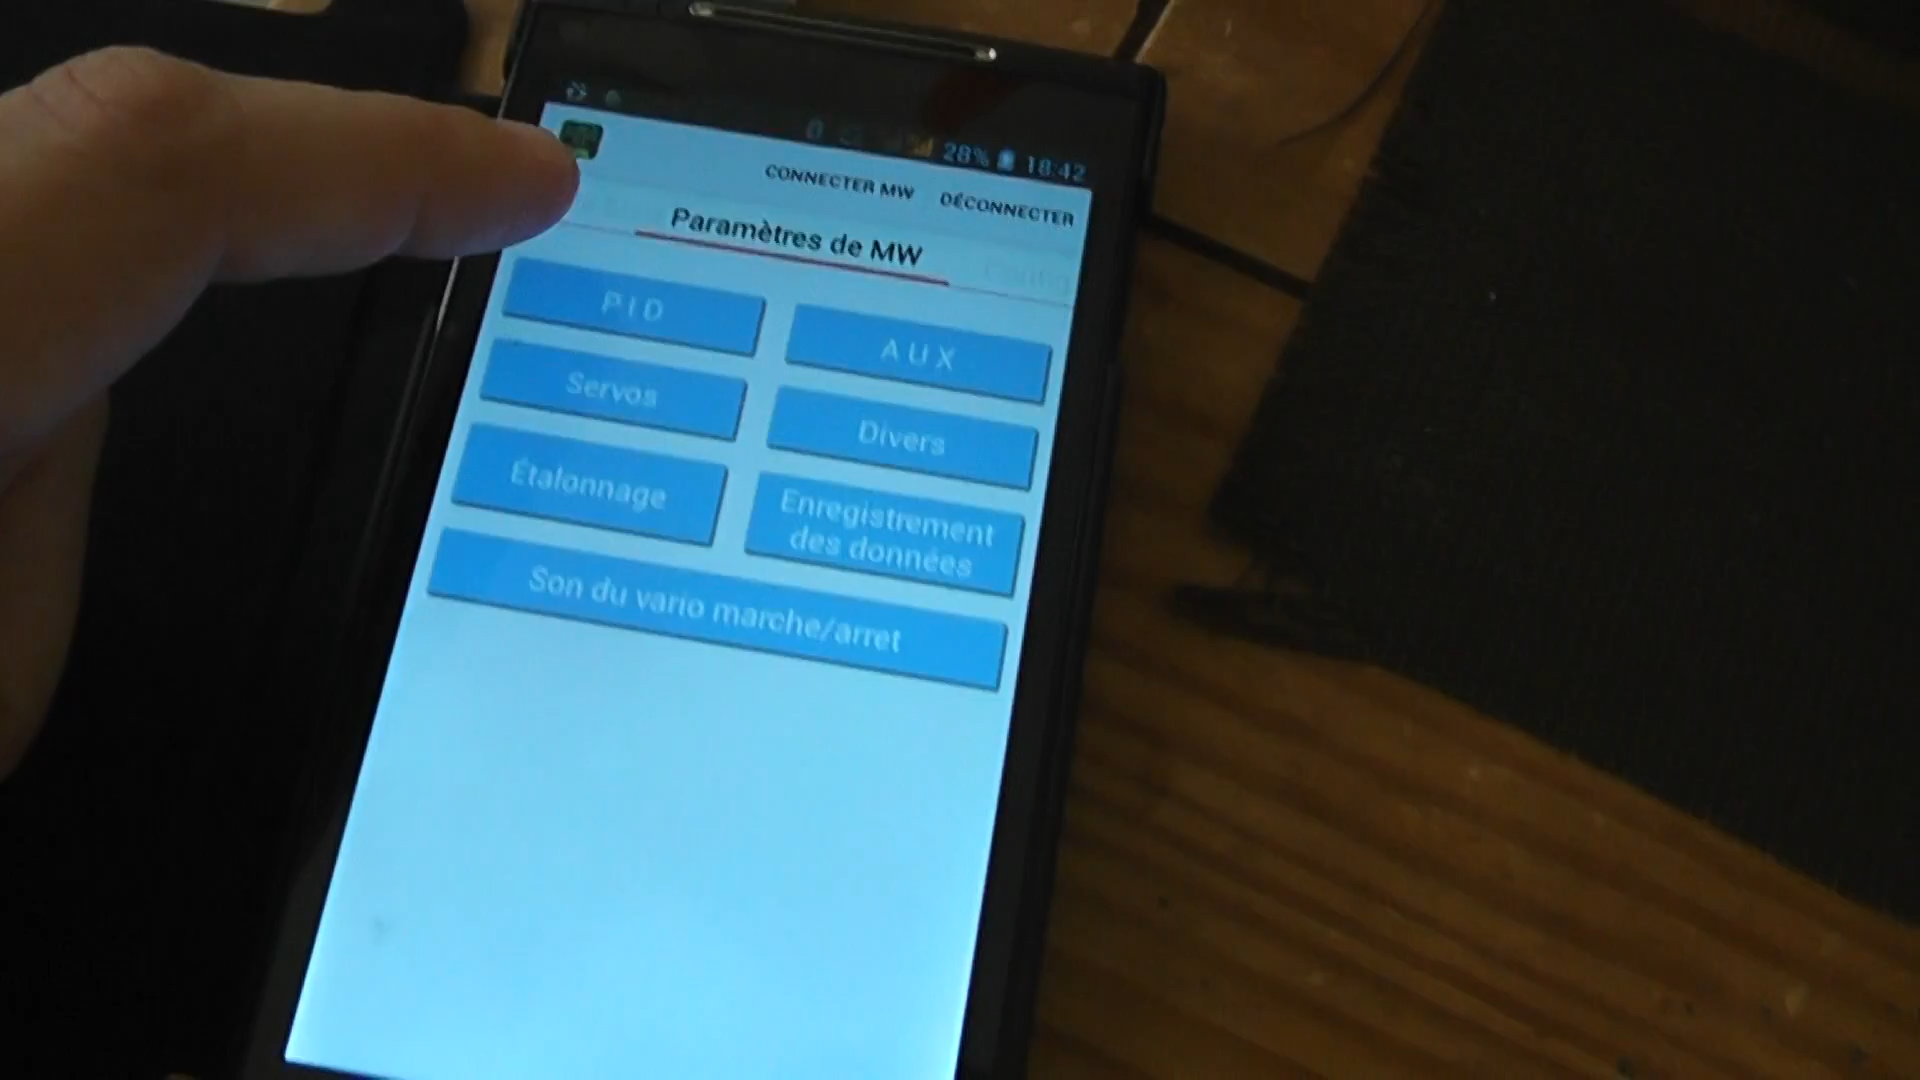 28% 18:42
CONNECTER MW DÉCONNECTER
Paramètres de MW
Config
PID
AUX
Servos
Divers
Étalonnage
Enregistrement
des données
Son du vario marche/arret